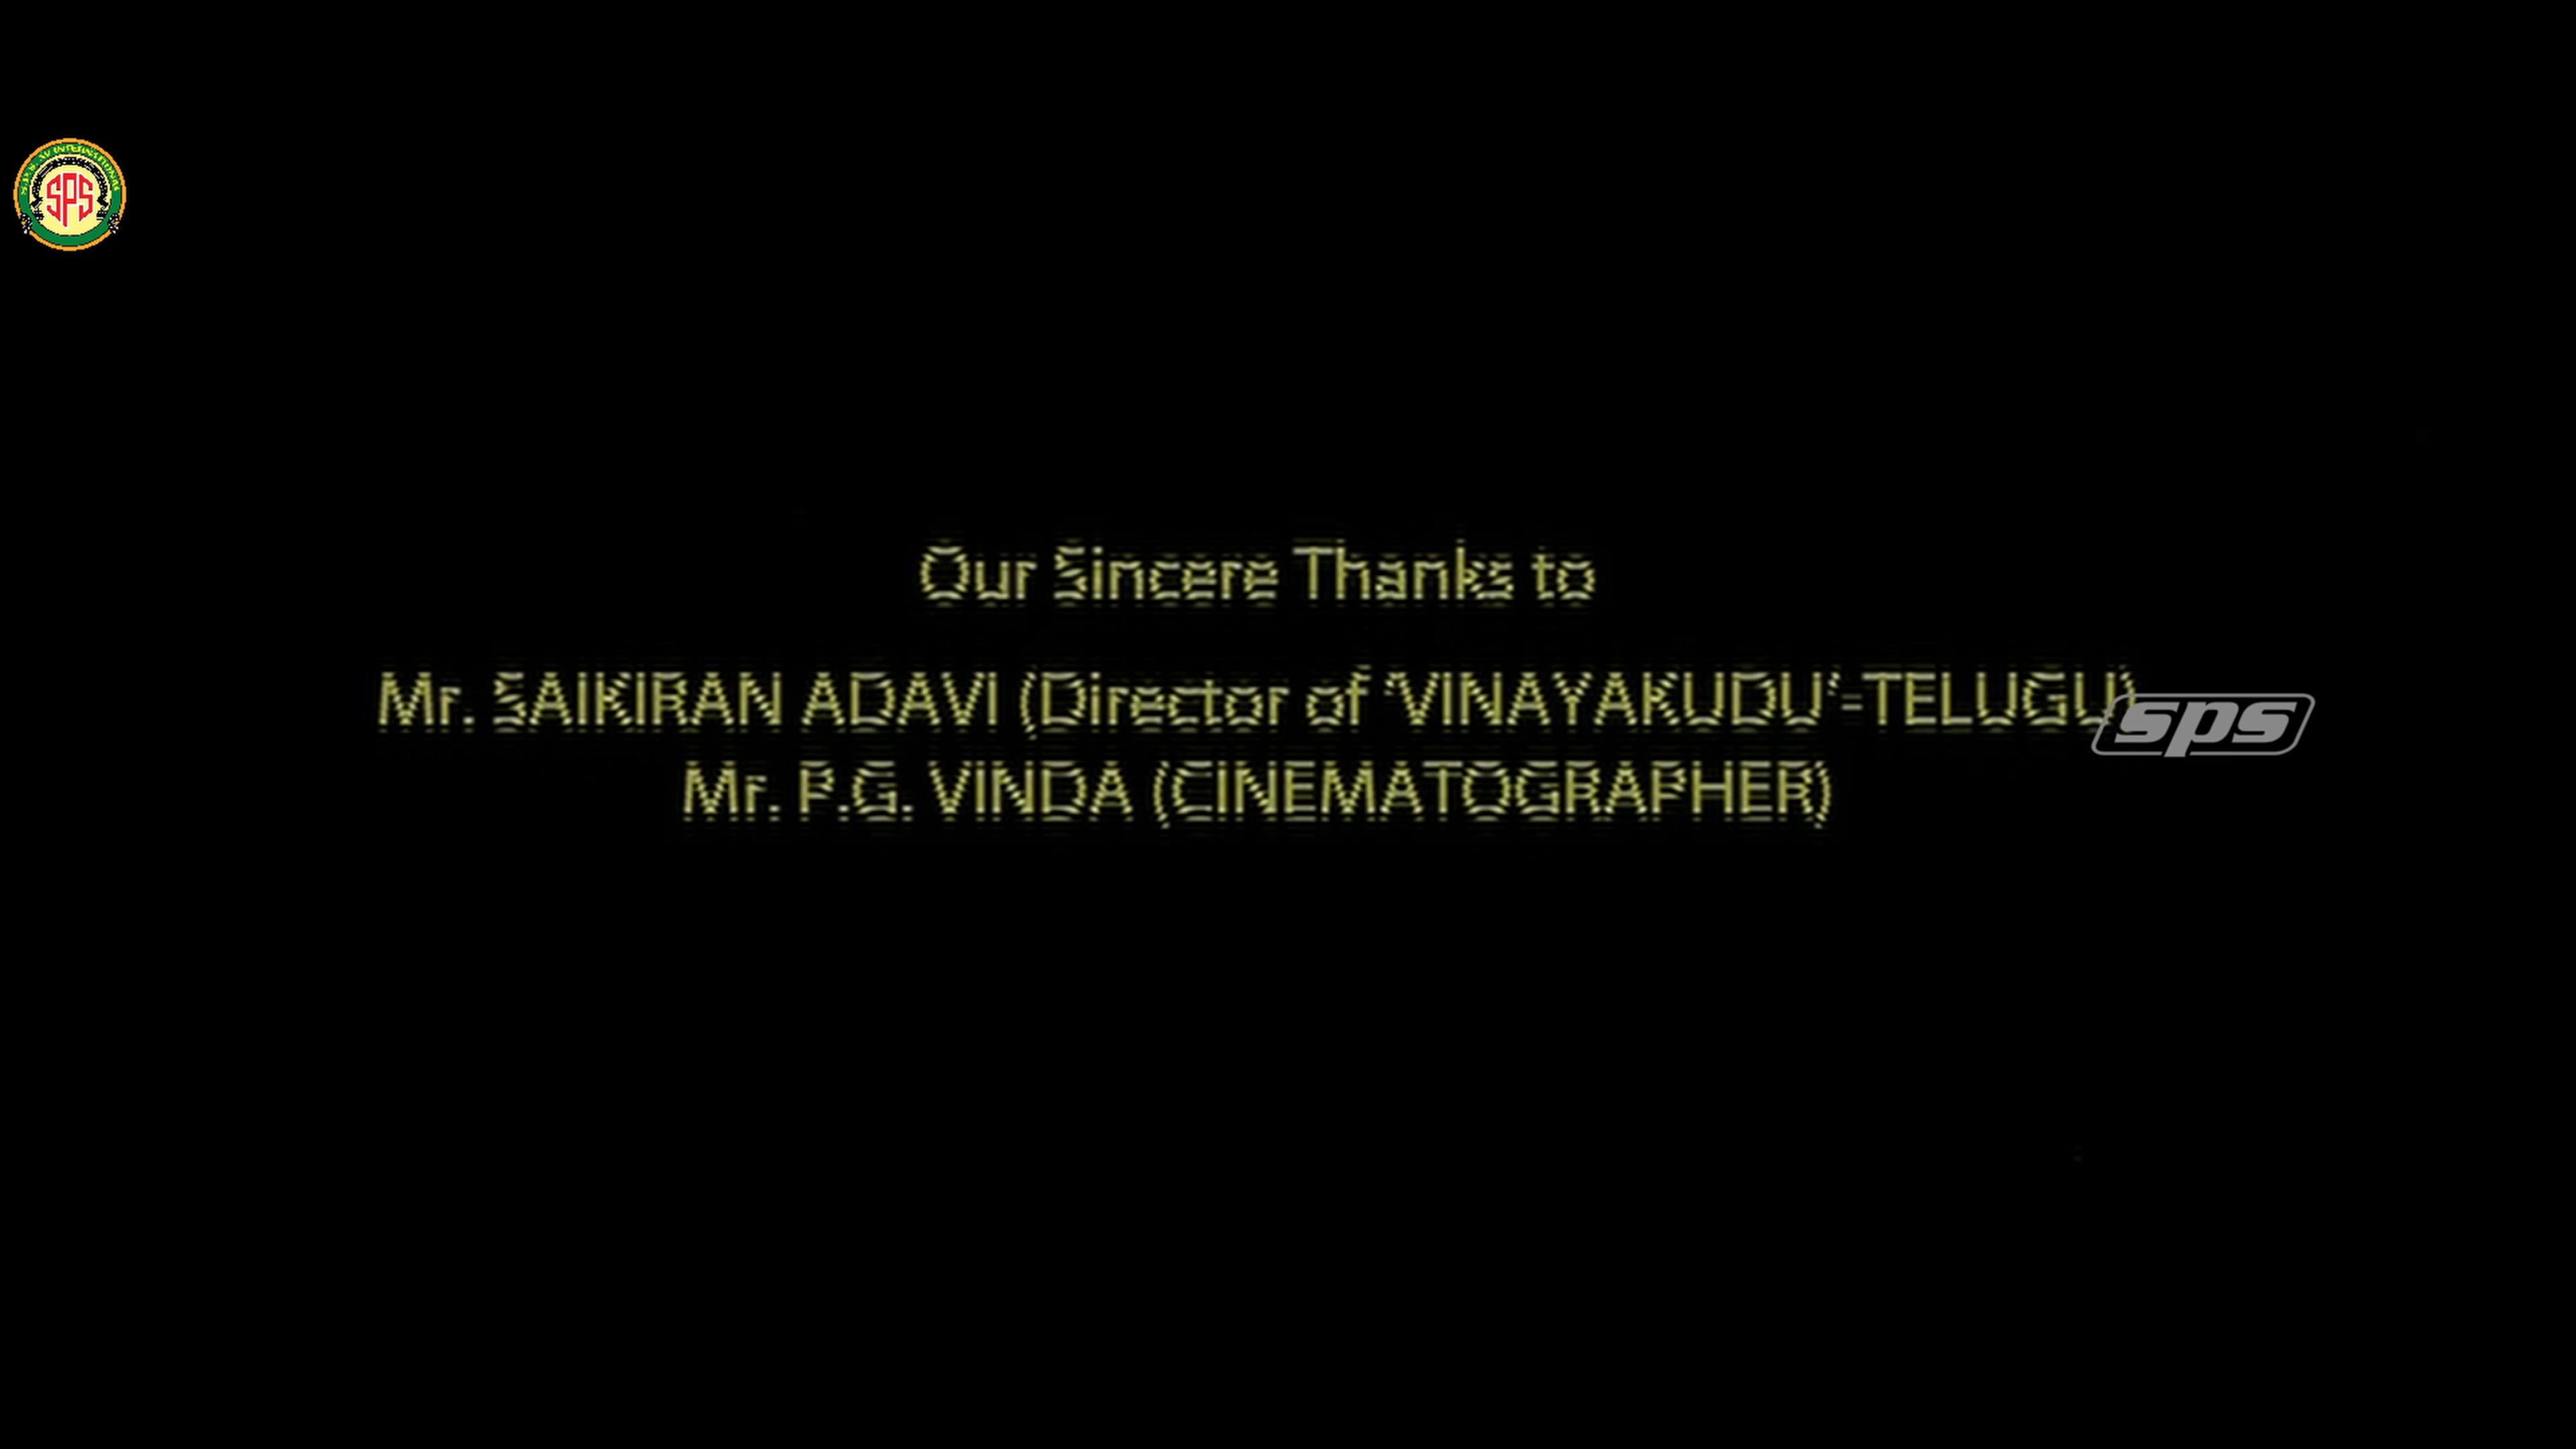 SPS
Our Sincere Thanks to
Mr. SAIKIRAN ADAVI (Director of 'VINAYAKUDU'-TELUGU)
sps
Mr. P.G. VINDA (CINEMATOGRAPHER)